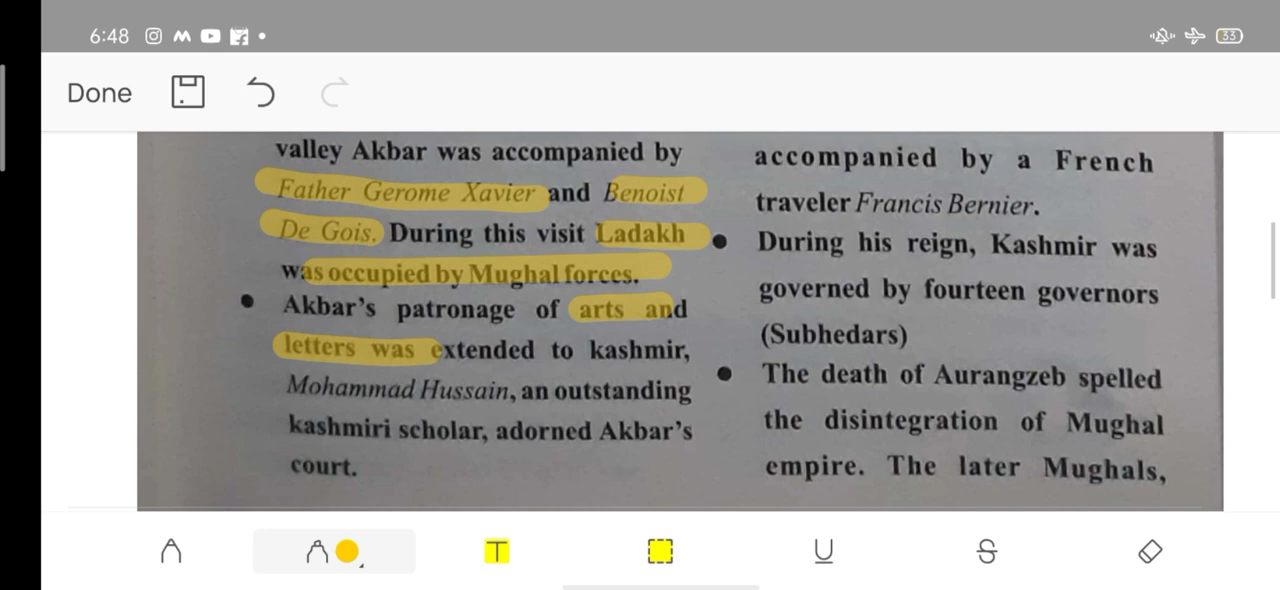 6:48
33
Done
valley Akbar was accompanied by
Father Gerome Xavier and Benoist
De Gois. During this visit Ladakh
was occupied by Mughal forces.
● Akbar's patronage of arts and
letters was extended to kashmir,
Mohammad Hussain, an outstanding
kashmiri scholar, adorned Akbar's
court.
accompanied by a French
traveler Francis Bernier.
● During his reign, Kashmir was
governed by fourteen governors
(Subhedars)
● The death of Aurangzeb spelled
the disintegration of Mughal
empire. The later Mughals,
T
U
S